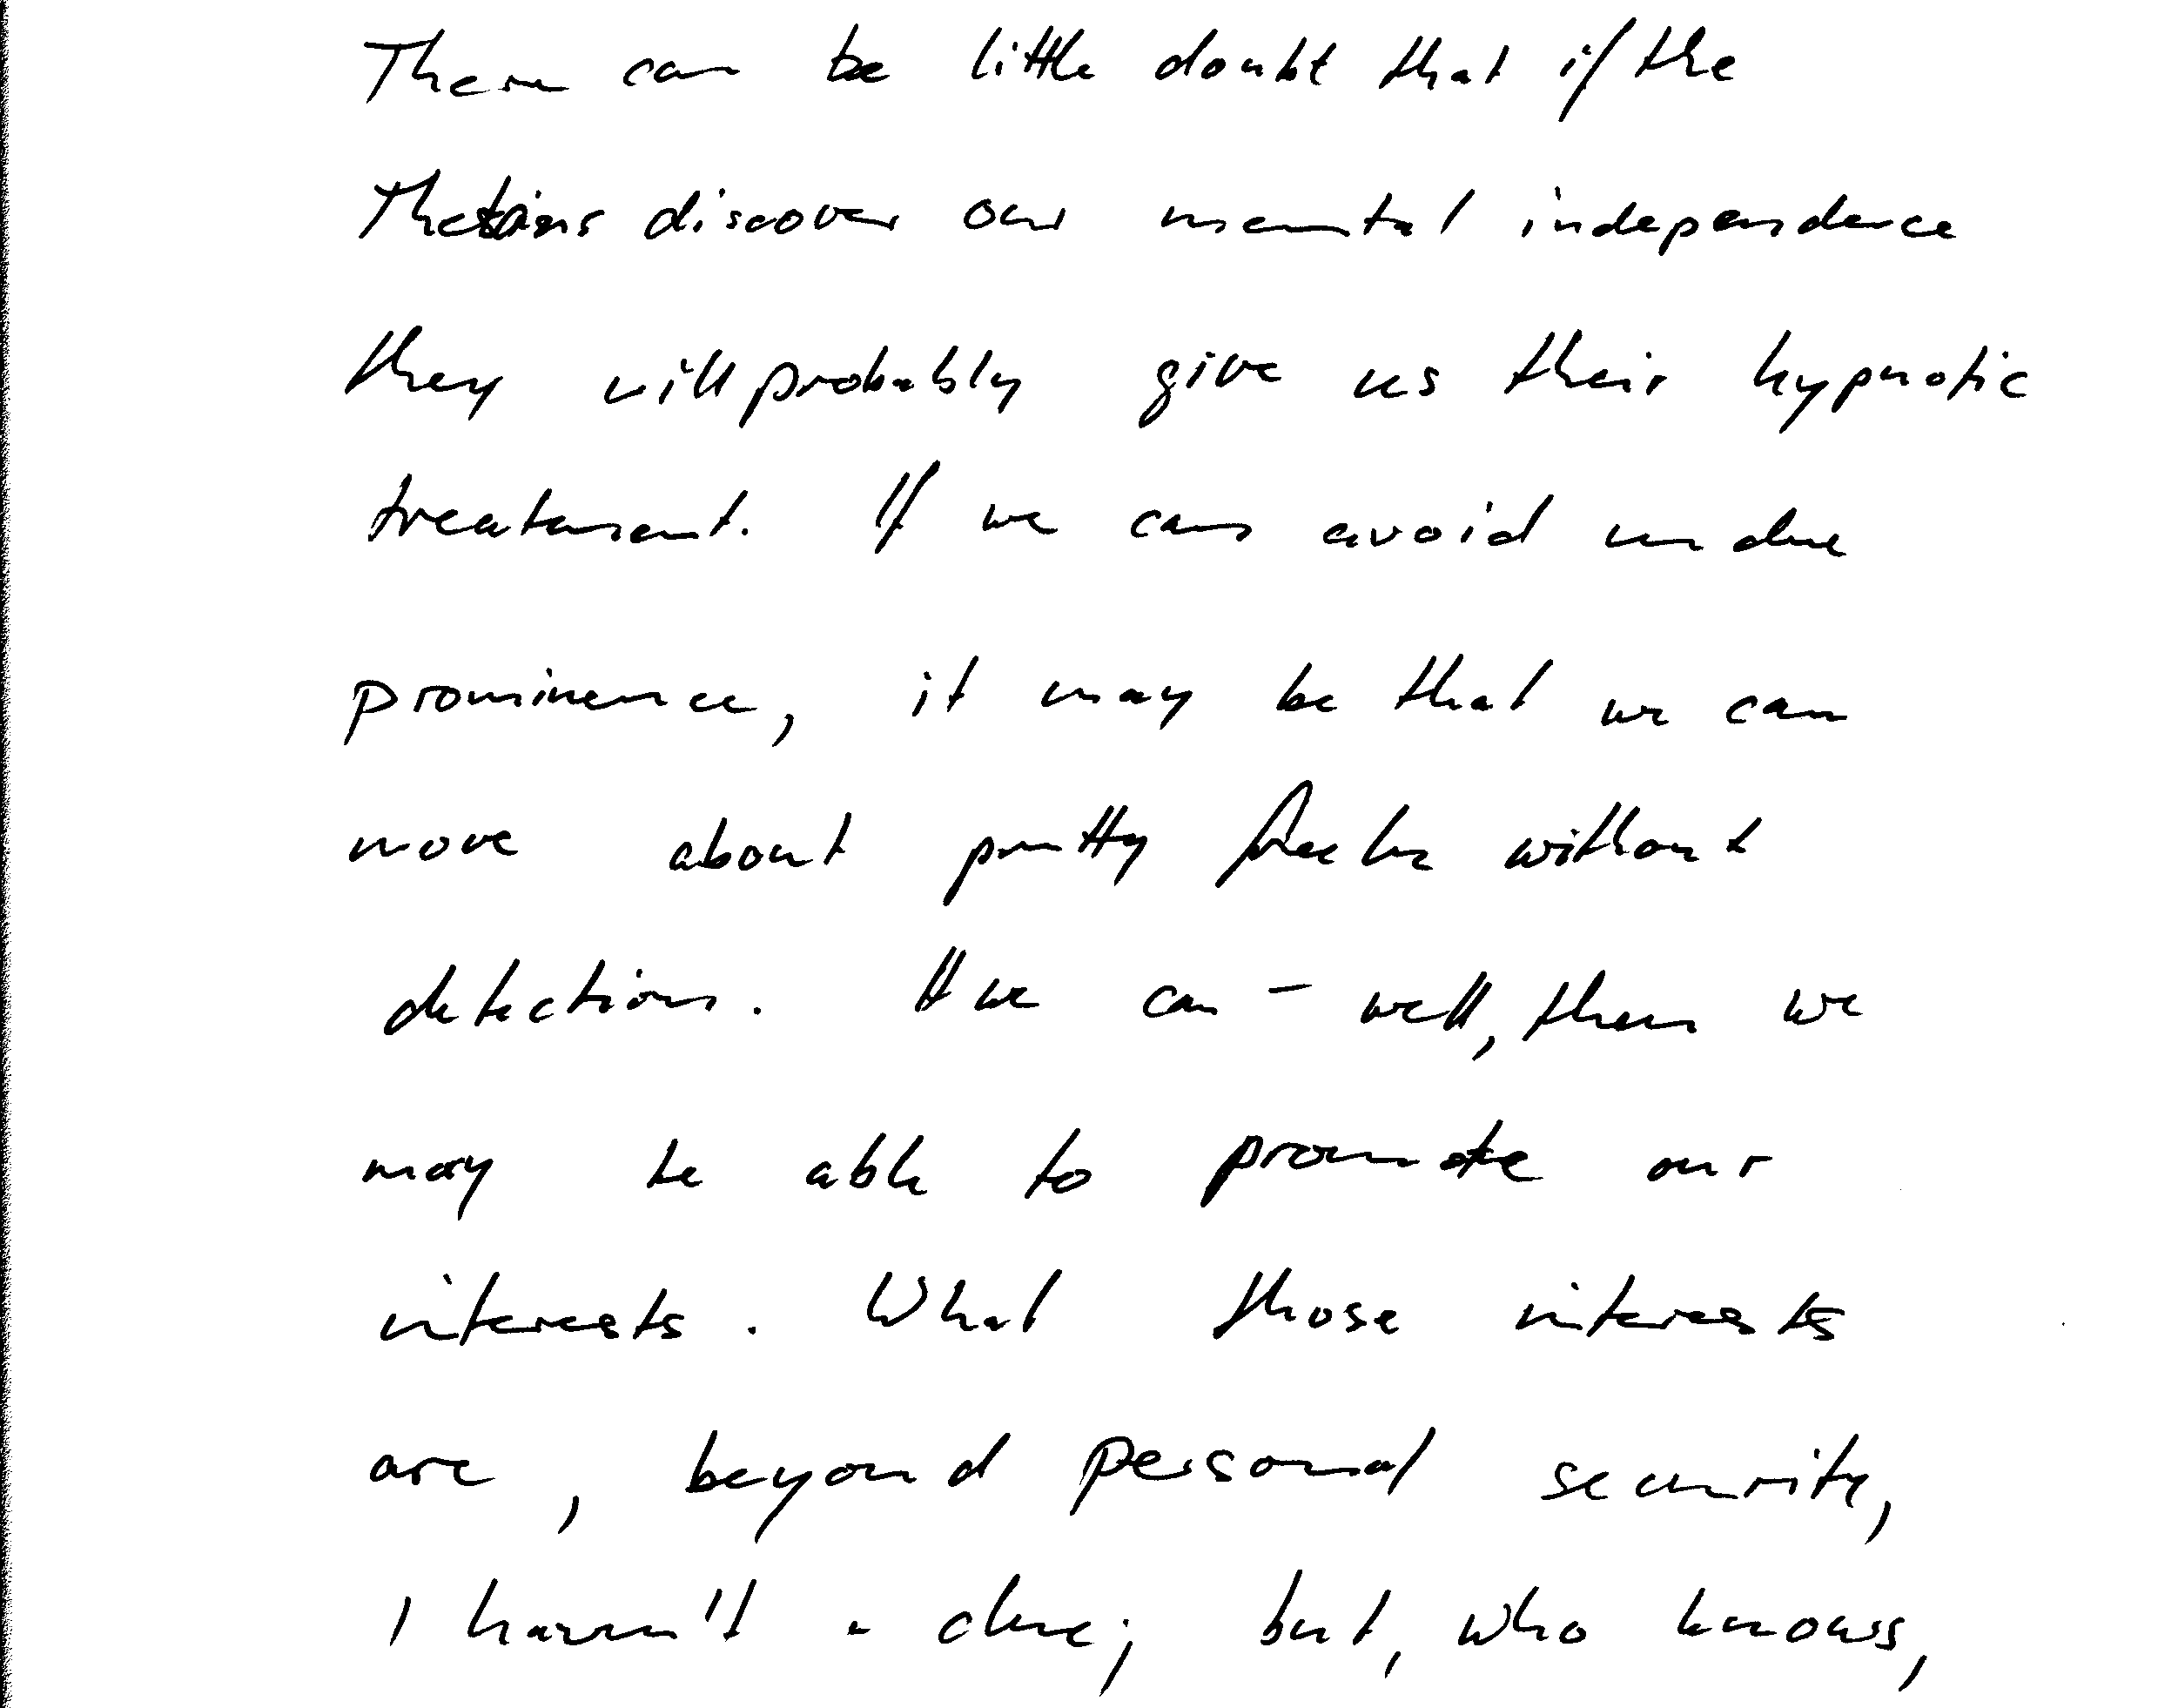 There can be little doubt that if the
Thetans discover our mental independence
they will probably give us their hypnotic
treatment. If we can avoid undue
prominence, it may be that we can
move about pretty freely without
detection. If we can - well, then we
may be able to promote our
interests. What those interests
are, beyond personal security,
I haven't a clue; but, who knows,